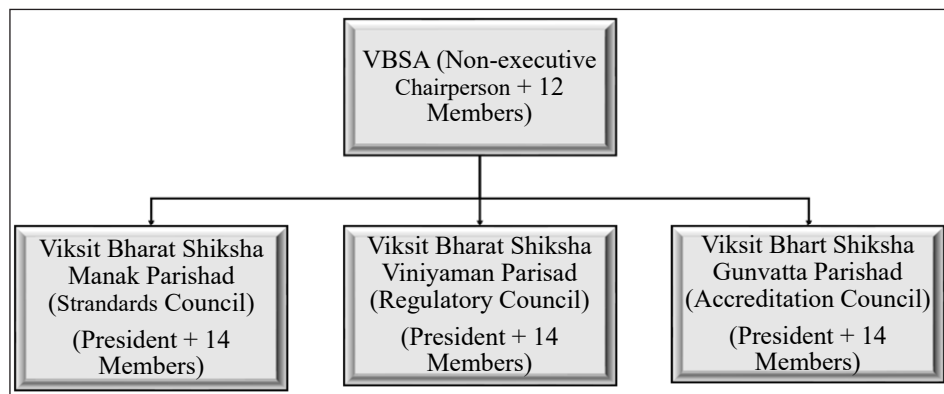 VBSA (Non-executive
Chairperson + 12
Members)
Viksit Bharat Shiksha
Manak Parishad
(Strandards Council)
(President + 14
Members)
Viksit Bharat Shiksha
Viniyaman Parisad
(Regulatory Council)
(President + 14
Members)
Viksit Bhart Shiksha
Gunvatta Parishad
(Accreditation Council)
(President + 14
Members)